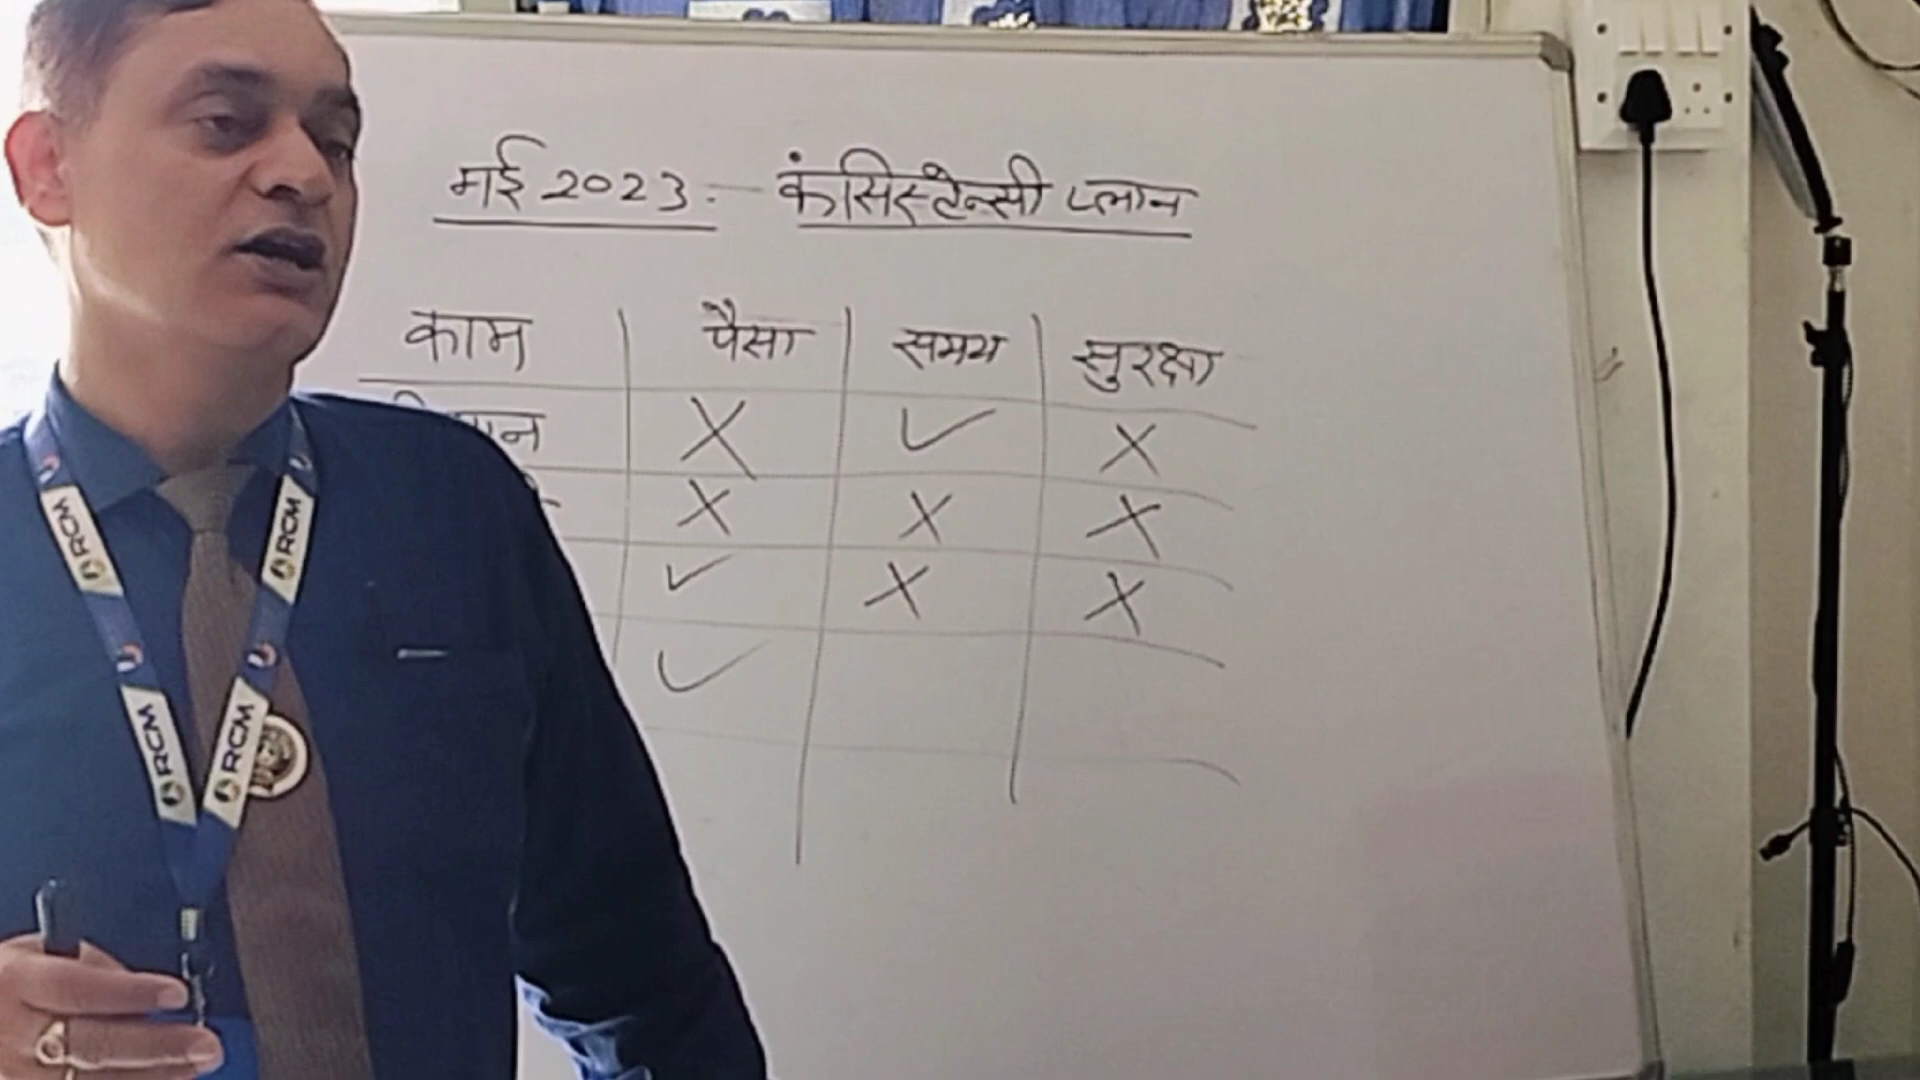 मई 2023. - कंसिस्टेन्सी प्लान
काम पैसा समय सुरक्षा
X ✓ X
X X X
✓ X X
✓
RCM
RCM
RCM
RCM